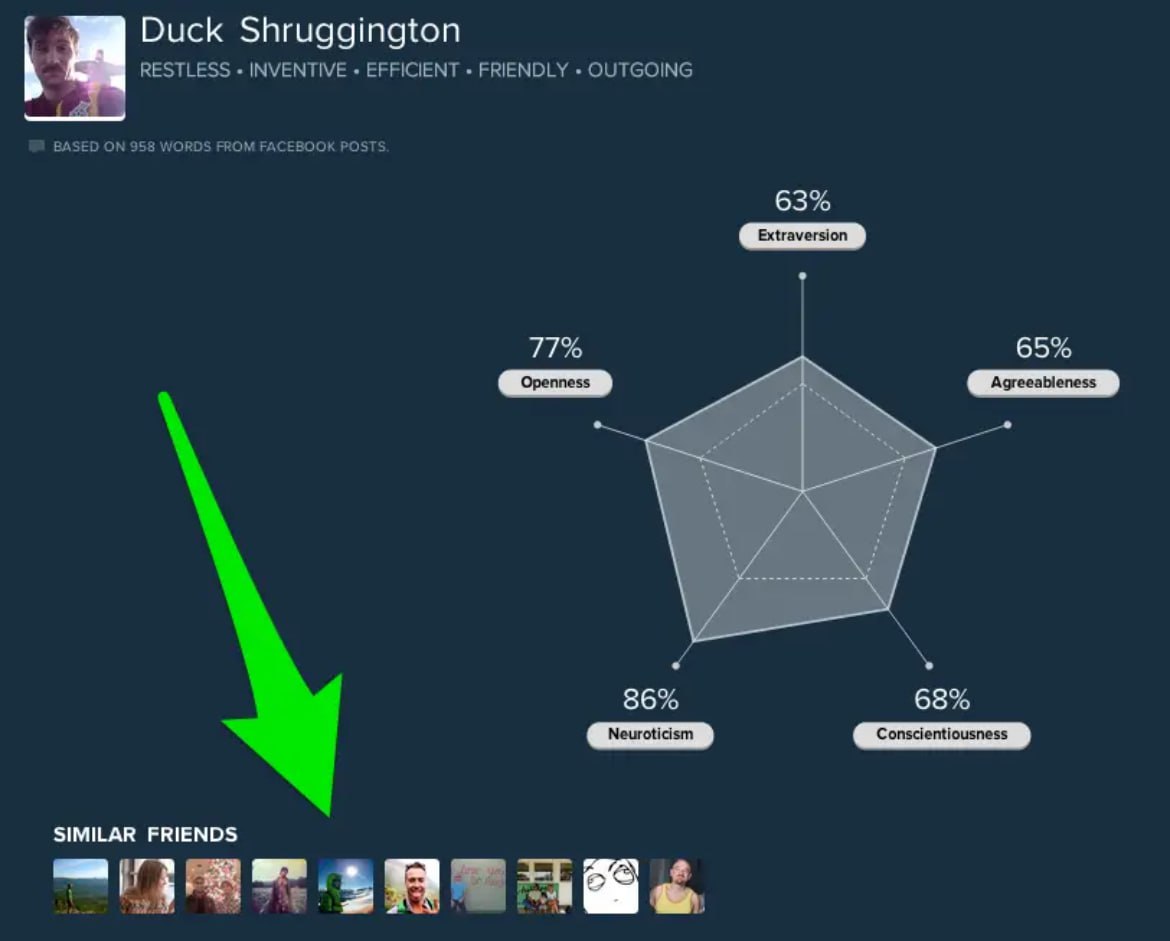 Duck Shruggington
RESTLESS • INVENTIVE • EFFICIENT • FRIENDLY • OUTGOING
BASED ON 958 WORDS FROM FACEBOOK POSTS.
63%
Extraversion
77%
Openness
65%
Agreeableness
86%
Neuroticism
68%
Conscientiousness
SIMILAR FRIENDS